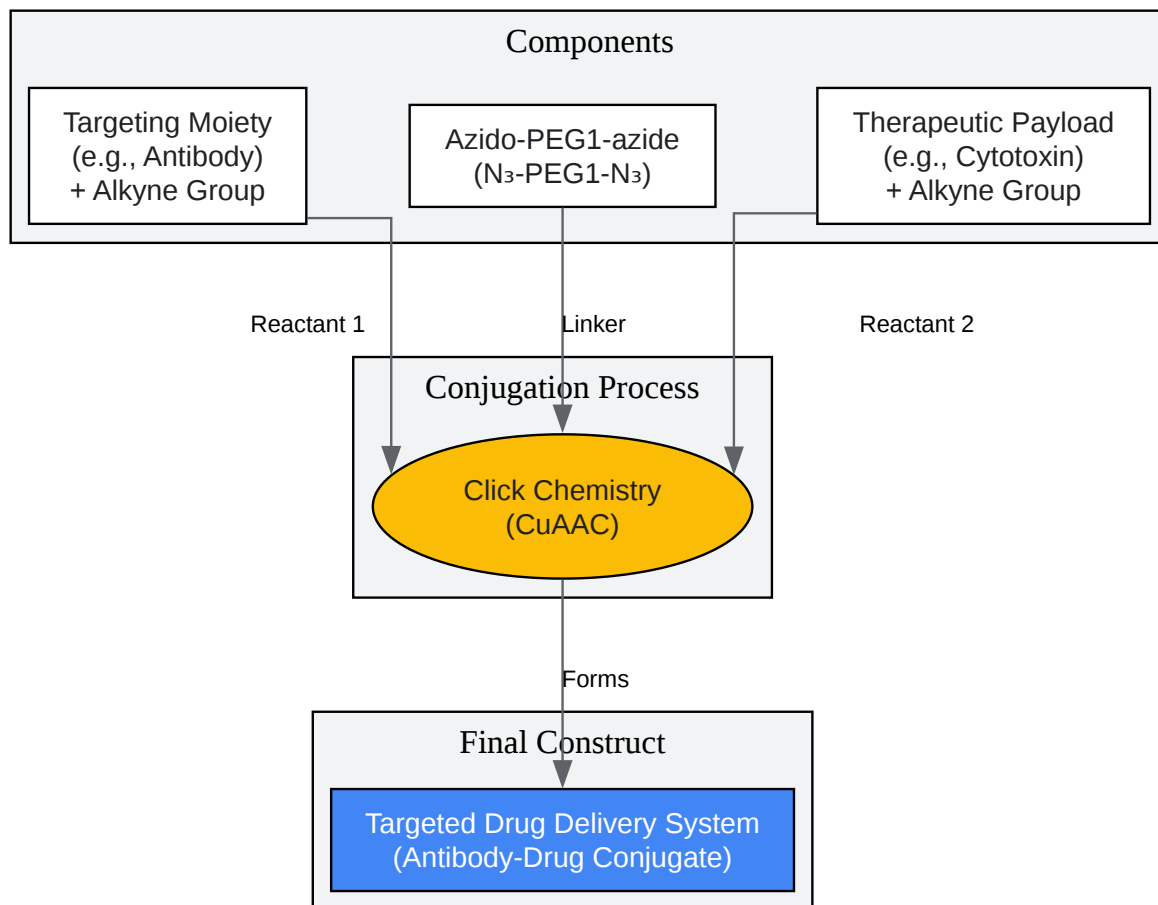 Components
Targeting Moiety
(e.g., Antibody)
+ Alkyne Group
Azido-PEG1-azide
(N₃-PEG1-N₃)
Therapeutic Payload
(e.g., Cytotoxin)
+ Alkyne Group
Reactant 1
Linker
Reactant 2
Conjugation Process
Click Chemistry
(CuAAC)
Forms
Final Construct
Targeted Drug Delivery System
(Antibody-Drug Conjugate)